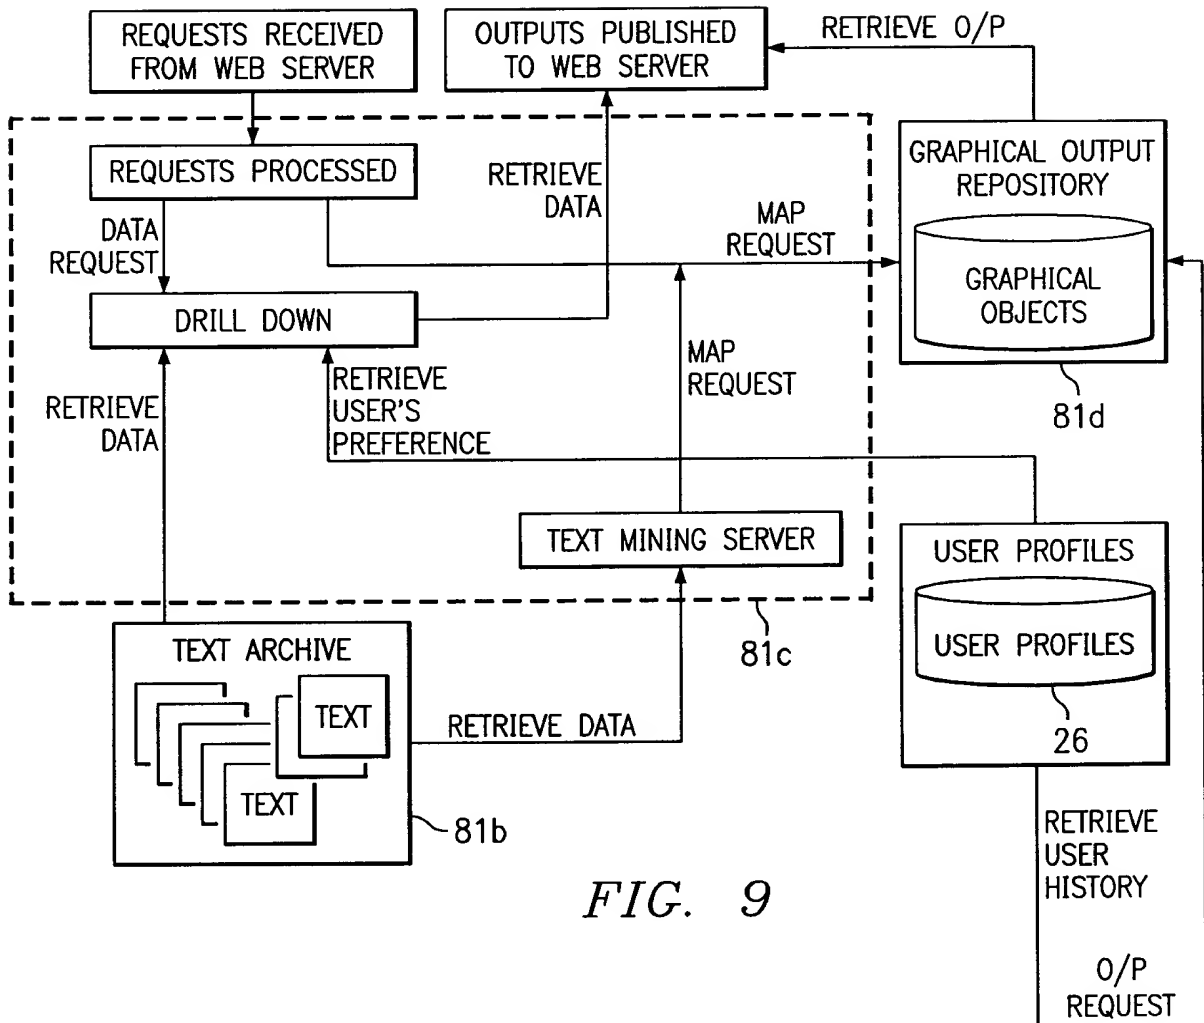 REQUESTS RECEIVED
FROM WEB SERVER
OUTPUTS PUBLISHED
TO WEB SERVER
RETRIEVE O/P
REQUESTS PROCESSED
RETRIEVE
DATA
GRAPHICAL OUTPUT
REPOSITORY
DATA
REQUEST
MAP
REQUEST
GRAPHICAL
OBJECTS
DRILL DOWN
RETRIEVE
DATA
RETRIEVE
USER'S
PREFERENCE
MAP
REQUEST
81d
TEXT MINING SERVER
USER PROFILES
USER PROFILES
26
81c
TEXT ARCHIVE
TEXT
TEXT
RETRIEVE DATA
81b
RETRIEVE
USER
HISTORY
FIG. 9
O/P
REQUEST